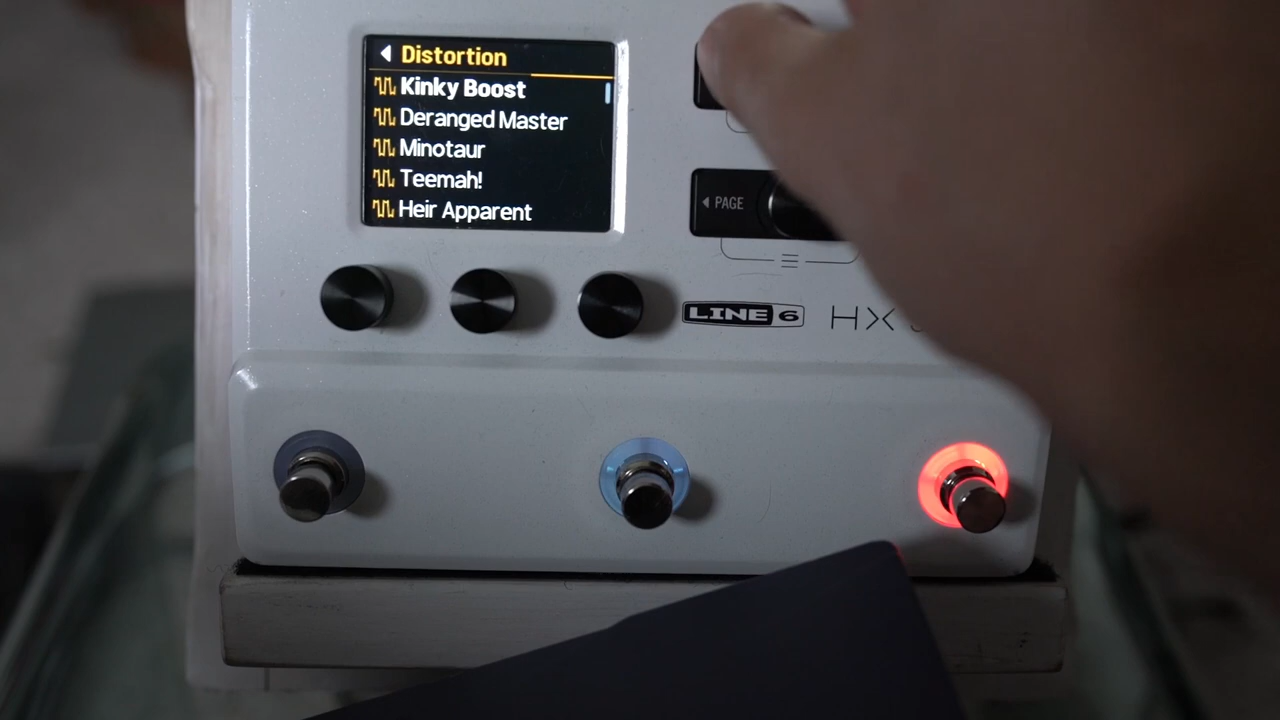 Distortion
Kinky Boost
Deranged Master
Minotaur
Teemah!
Heir Apparent
PAGE
LINE 6
HX